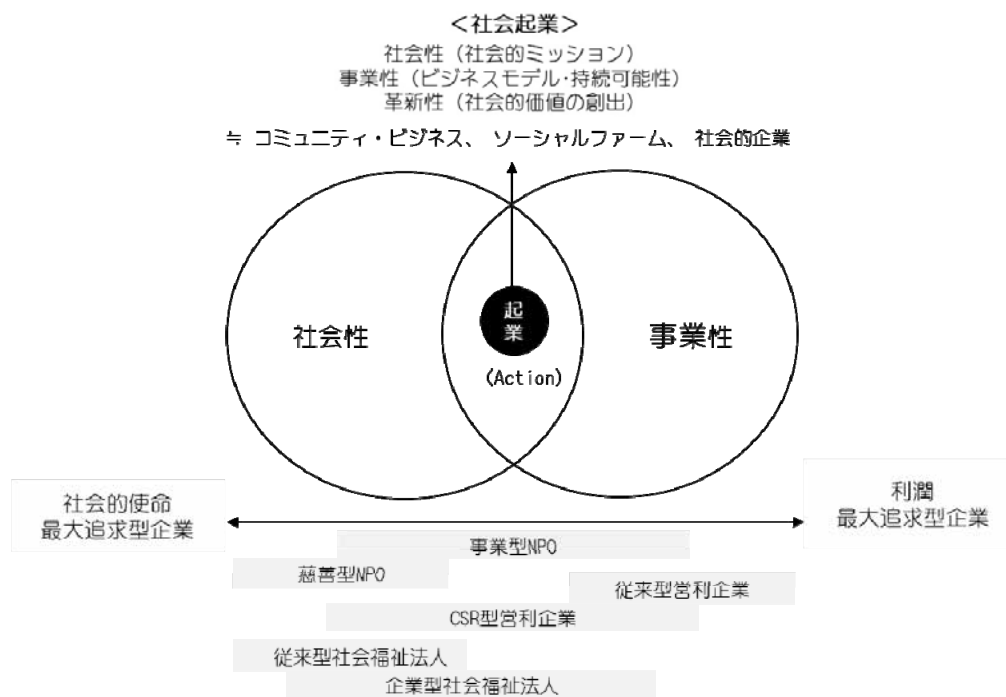 ＜社会起業＞
社会性（社会的ミッション）
事業性（ビジネスモデル･持続可能性）
革新性（社会的価値の創出）
≒ コミュニティ・ビジネス、 ソーシャルファーム、 社会的企業
起
業
社会性
事業性
(Action)
社会的使命
最大追求型企業
利潤
最大追求型企業
事業型NPO
慈善型NPO
従来型営利企業
CSR型営利企業
従来型社会福祉法人
企業型社会福祉法人